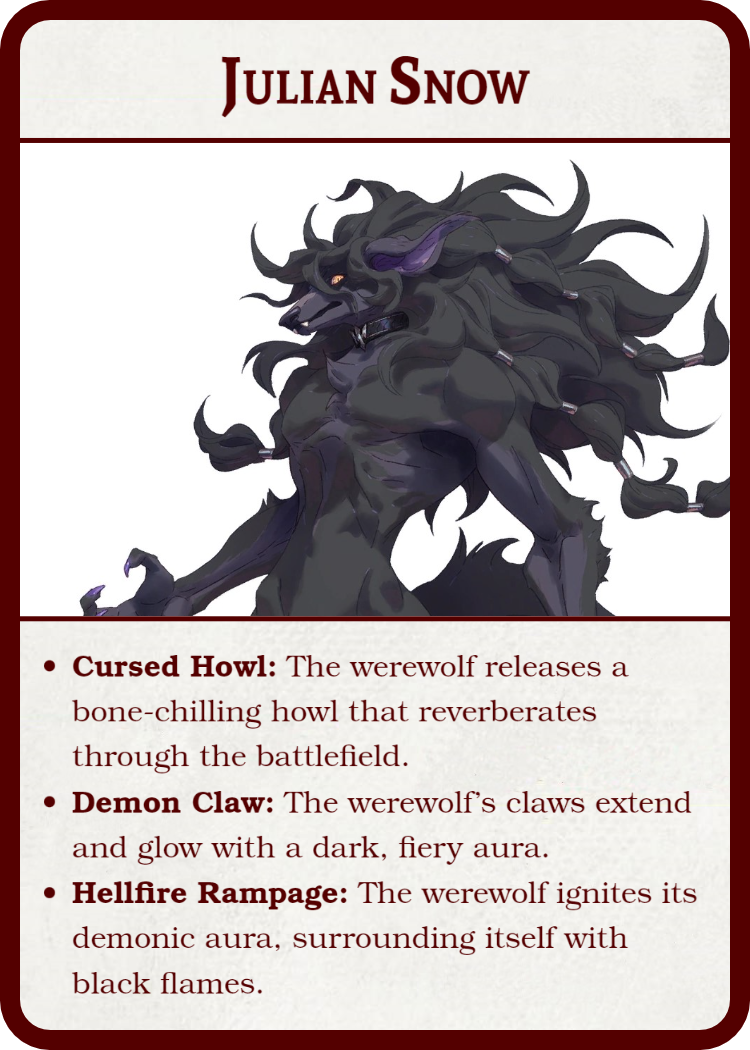 Julian Snow
• Cursed Howl: The werewolf releases a
bone-chilling howl that reverberates
through the battlefield.
• Demon Claw: The werewolf’s claws extend
and glow with a dark, fiery aura.
• Hellfire Rampage: The werewolf ignites its
demonic aura, surrounding itself with
black flames.